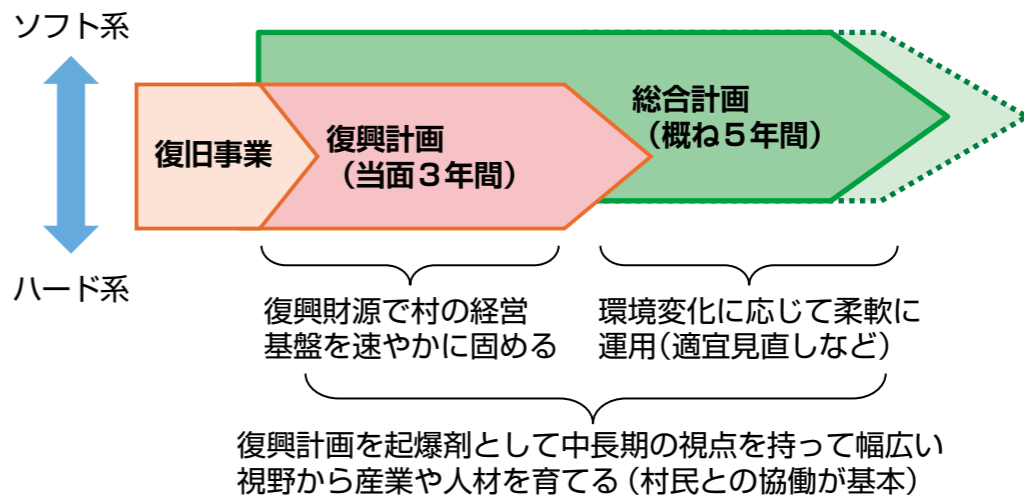 ソフト系
ハード系
復旧事業
復興計画
（当面３年間）
総合計画
（概ね５年間）
復興財源で村の経営
基盤を速やかに固める
環境変化に応じて柔軟に
運用（適宜見直しなど）
復興計画を起爆剤として中長期の視点を持って幅広い
視野から産業や人材を育てる（村民との協働が基本）